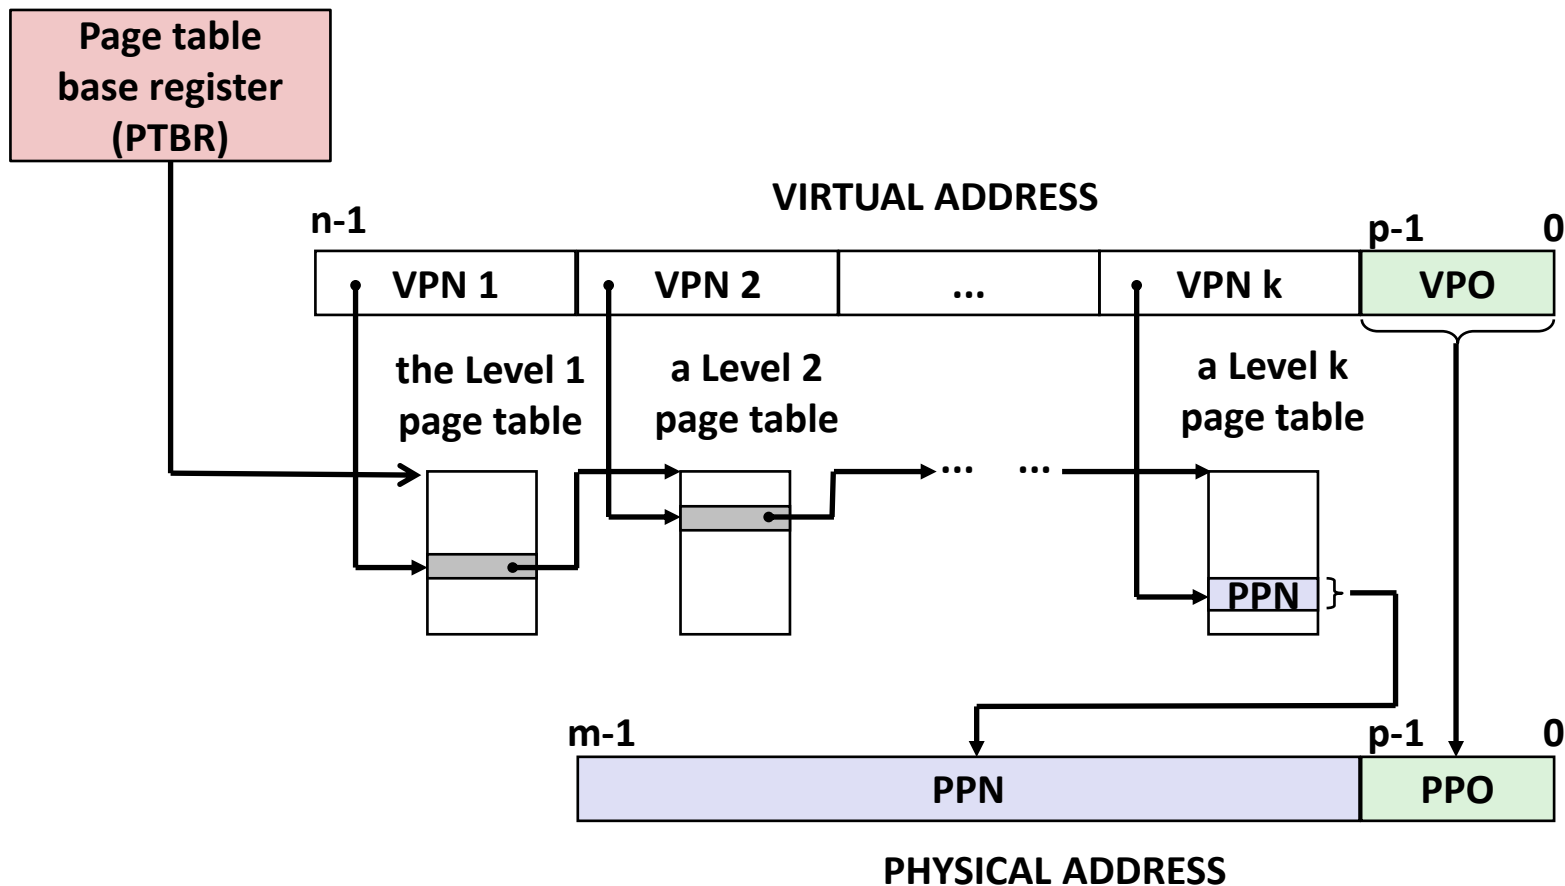 Page table
base register
(PTBR)
VIRTUAL ADDRESS
n-1
p-1
0
VPN 1
VPN 2
...
VPN k
VPO
the Level 1
page table
a Level 2
page table
a Level k
page table
...
...
PPN
m-1
p-1
0
PPN
PPO
PHYSICAL ADDRESS